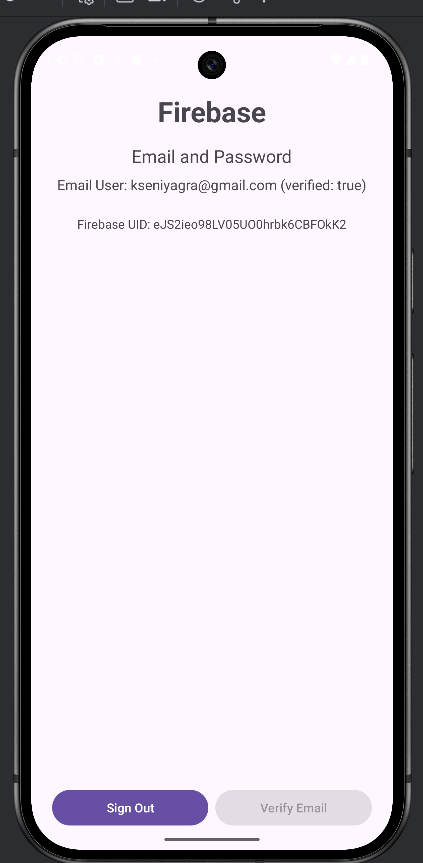 Firebase
Email and Password
Email User: kseniyagra@gmail.com (verified: true)
Firebase UID: eJS2ieo98LV05UO0hrbk6CBFOkK2
Sign Out
Verify Email